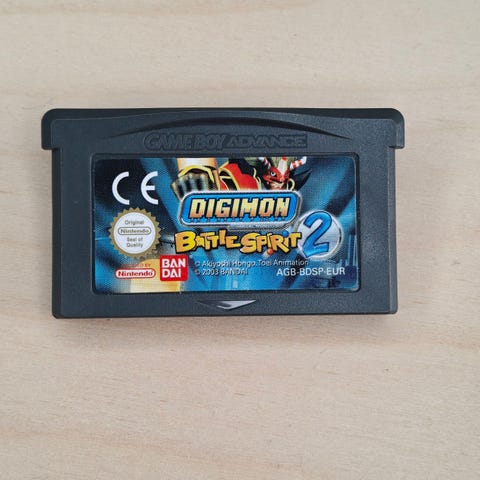 GAME BOY ADVANCE
CE
DIGIMON
BATTLE SPIRIT 2
Original
Nintendo
Seal of
Quality
Nintendo
BAN
DAI
© Akiyoshi Hongo, Toei Animation
© 2003 BANDAI
AGB-BDSP-EUR